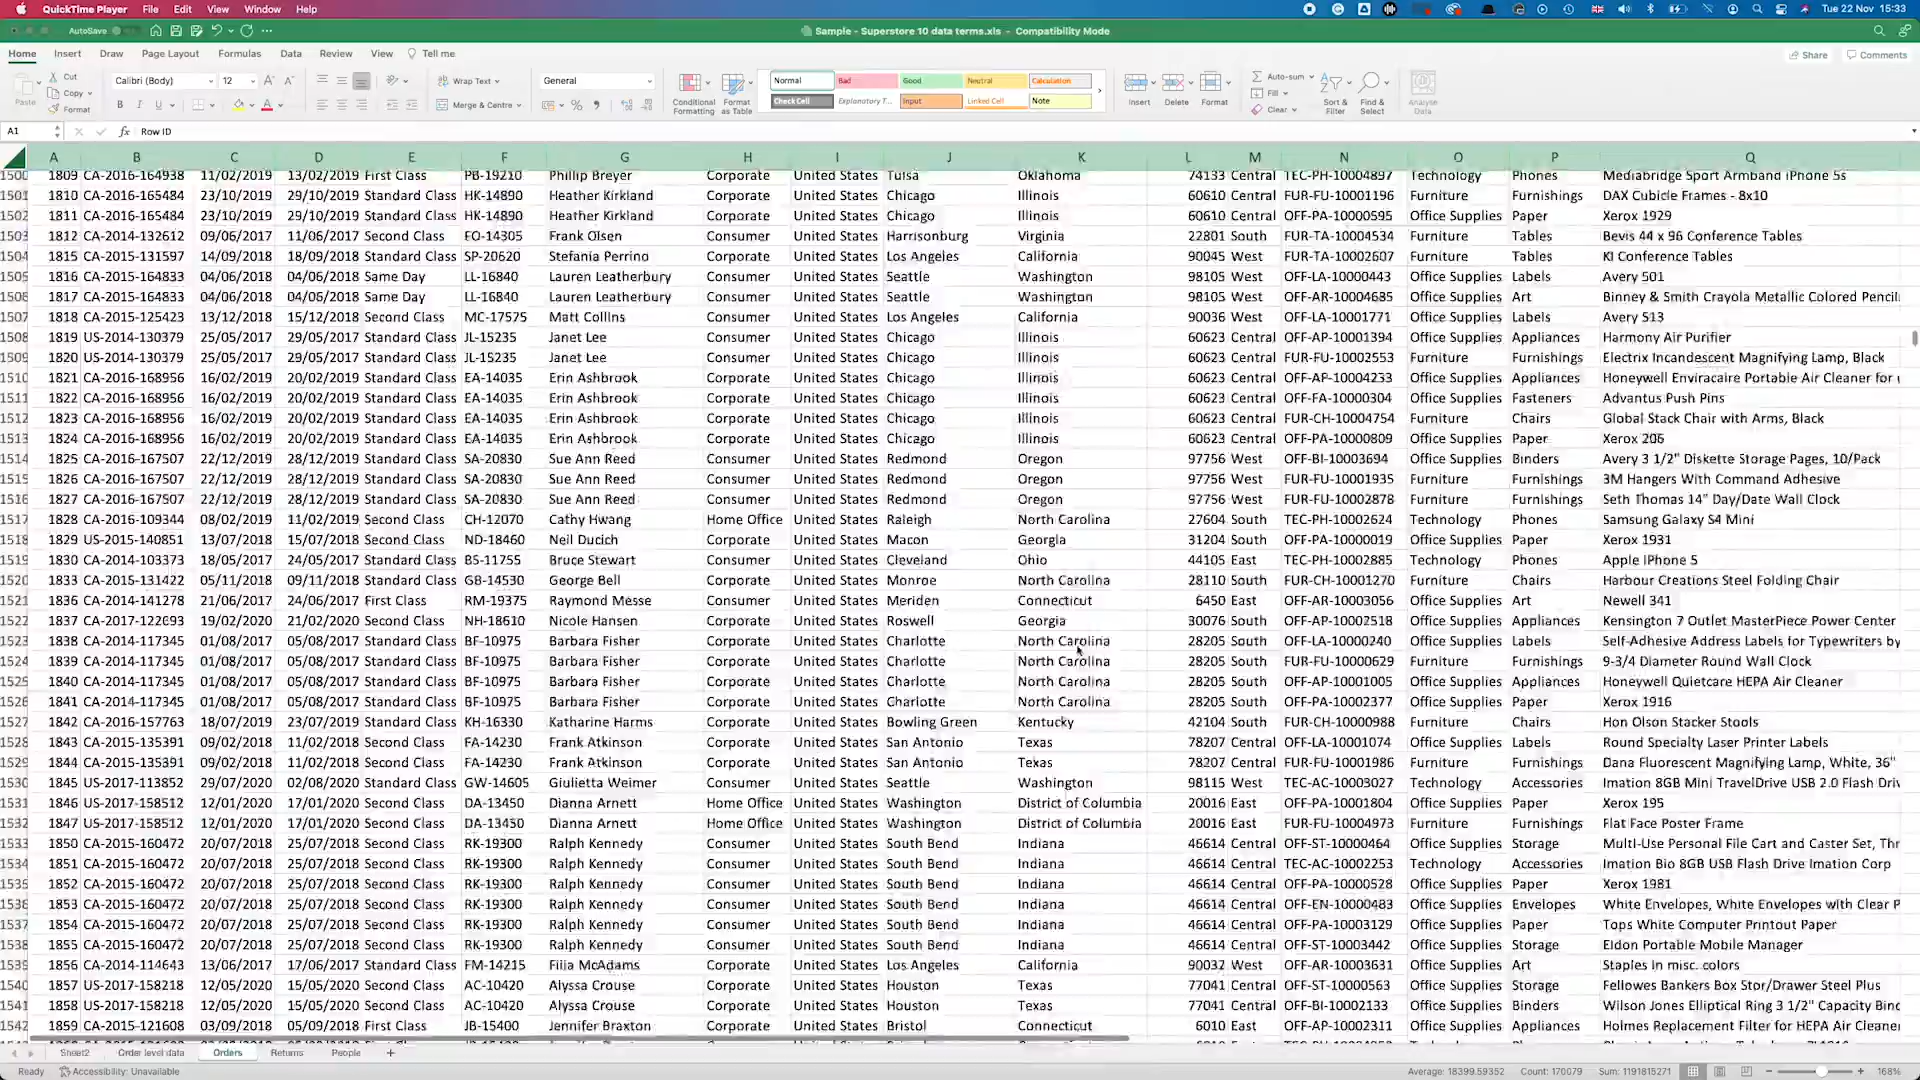 QuickTime Player File Edit View Window Help Tue 22 Nov 15:33
AutoSave Sample - Superstore 10 data terms.xls - Compatibility Mode
Home Insert Draw Page Layout Formulas Data Review View Tell me Share Comments
Cut Calibri (Body) 12 Wrap Text General Normal Bad Good Neutral Calculation Auto-sum
Copy Fill
Paste Format Merge & Centre Conditional Formatting Format as Table Check Cell Explanatory T... Input Linked Cell Note Insert Delete Format Clear Sort & Filter Find & Select Analyse Data
A1 fx Row ID
A B C D E F G H I J K L M N O P Q
1500 1809 CA-2016-164938 11/02/2019 13/02/2019 First Class PB-19210 Phillip Breyer Corporate United States Tulsa Oklahoma 74133 Central TEC-PH-10004897 Technology Phones Mediabridge Sport Armband iPhone 5s
1501 1810 CA-2016-165484 23/10/2019 29/10/2019 Standard Class HK-14890 Heather Kirkland Corporate United States Chicago Illinois 60610 Central FUR-FU-10001196 Furniture Furnishings DAX Cubicle Frames - 8x10
1502 1811 CA-2016-165484 23/10/2019 29/10/2019 Standard Class HK-14890 Heather Kirkland Corporate United States Chicago Illinois 60610 Central OFF-PA-10000595 Office Supplies Paper Xerox 1929
1503 1812 CA-2014-132612 09/06/2017 11/06/2017 Second Class FO-14305 Frank Olsen Consumer United States Harrisonburg Virginia 22801 South FUR-TA-10004534 Furniture Tables Bevis 44 x 96 Conference Tables
1504 1815 CA-2015-131597 14/09/2018 18/09/2018 Standard Class SP-20620 Stefania Perrino Corporate United States Los Angeles California 90045 West FUR-TA-10002607 Furniture Tables KI Conference Tables
1505 1816 CA-2015-164833 04/06/2018 04/06/2018 Same Day LL-16840 Lauren Leatherbury Consumer United States Seattle Washington 98105 West OFF-LA-10000443 Office Supplies Labels Avery 501
1506 1817 CA-2015-164833 04/06/2018 04/06/2018 Same Day LL-16840 Lauren Leatherbury Consumer United States Seattle Washington 98105 West OFF-AR-10004685 Office Supplies Art Binney & Smith Crayola Metallic Colored Pencil
1507 1818 CA-2015-125423 13/12/2018 15/12/2018 Second Class MC-17575 Matt Collins Consumer United States Los Angeles California 90036 West OFF-LA-10001771 Office Supplies Labels Avery 513
1508 1819 US-2014-130379 25/05/2017 29/05/2017 Standard Class JL-15235 Janet Lee Consumer United States Chicago Illinois 60623 Central OFF-AP-10001394 Office Supplies Appliances Harmony Air Purifier
1509 1820 US-2014-130379 25/05/2017 29/05/2017 Standard Class JL-15235 Janet Lee Consumer United States Chicago Illinois 60623 Central FUR-FU-10002553 Furniture Furnishings Electrix Incandescent Magnifying Lamp, Black
1510 1821 CA-2016-168956 16/02/2019 20/02/2019 Standard Class EA-14035 Erin Ashbrook Corporate United States Chicago Illinois 60623 Central OFF-AP-10004233 Office Supplies Appliances Honeywell Enviracaire Portable Air Cleaner for
1511 1822 CA-2016-168956 16/02/2019 20/02/2019 Standard Class EA-14035 Erin Ashbrook Corporate United States Chicago Illinois 60623 Central OFF-FA-10000304 Office Supplies Fasteners Advantus Push Pins
1512 1823 CA-2016-168956 16/02/2019 20/02/2019 Standard Class EA-14035 Erin Ashbrook Corporate United States Chicago Illinois 60623 Central FUR-CH-10004754 Furniture Chairs Global Stack Chair with Arms, Black
1513 1824 CA-2016-168956 16/02/2019 20/02/2019 Standard Class EA-14035 Erin Ashbrook Corporate United States Chicago Illinois 60623 Central OFF-PA-10000809 Office Supplies Paper Xerox 206
1514 1825 CA-2016-167507 22/12/2019 28/12/2019 Standard Class SA-20830 Sue Ann Reed Consumer United States Redmond Oregon 97756 West OFF-BI-10003694 Office Supplies Binders Avery 3 1/2" Diskette Storage Pages, 10/Pack
1515 1826 CA-2016-167507 22/12/2019 28/12/2019 Standard Class SA-20830 Sue Ann Reed Consumer United States Redmond Oregon 97756 West FUR-FU-10001935 Furniture Furnishings 3M Hangers With Command Adhesive
1516 1827 CA-2016-167507 22/12/2019 28/12/2019 Standard Class SA-20830 Sue Ann Reed Consumer United States Redmond Oregon 97756 West FUR-FU-10002878 Furniture Furnishings Seth Thomas 14" Day/Date Wall Clock
1517 1828 CA-2016-109344 08/02/2019 11/02/2019 Second Class CH-12070 Cathy Hwang Home Office United States Raleigh North Carolina 27604 South TEC-PH-10002624 Technology Phones Samsung Galaxy S4 Mini
1518 1829 US-2015-140851 13/07/2018 15/07/2018 Second Class ND-18460 Neil Ducich Corporate United States Macon Georgia 31204 South OFF-PA-10000019 Office Supplies Paper Xerox 1931
1519 1830 CA-2014-103373 18/05/2017 24/05/2017 Standard Class BS-11755 Bruce Stewart Consumer United States Cleveland Ohio 44105 East TEC-PH-10002885 Technology Phones Apple iPhone 5
1520 1833 CA-2015-131422 05/11/2018 09/11/2018 Standard Class GB-14530 George Bell Corporate United States Monroe North Carolina 28110 South FUR-CH-10001270 Furniture Chairs Harbour Creations Steel Folding Chair
1521 1836 CA-2014-141278 21/06/2017 24/06/2017 First Class RM-19375 Raymond Messe Consumer United States Meriden Connecticut 6450 East OFF-AR-10003056 Office Supplies Art Newell 341
1522 1837 CA-2017-122693 19/02/2020 21/02/2020 Second Class NH-18610 Nicole Hansen Corporate United States Roswell Georgia 30076 South OFF-AP-10002518 Office Supplies Appliances Kensington 7 Outlet MasterPiece Power Center
1523 1838 CA-2014-117345 01/08/2017 05/08/2017 Standard Class BF-10975 Barbara Fisher Corporate United States Charlotte North Carolina 28205 South OFF-LA-10000240 Office Supplies Labels Self-Adhesive Address Labels for Typewriters by
1524 1839 CA-2014-117345 01/08/2017 05/08/2017 Standard Class BF-10975 Barbara Fisher Corporate United States Charlotte North Carolina 28205 South FUR-FU-10000629 Furniture Furnishings 9-3/4 Diameter Round Wall Clock
1525 1840 CA-2014-117345 01/08/2017 05/08/2017 Standard Class BF-10975 Barbara Fisher Corporate United States Charlotte North Carolina 28205 South OFF-AP-10001005 Office Supplies Appliances Honeywell Quietcare HEPA Air Cleaner
1526 1841 CA-2014-117345 01/08/2017 05/08/2017 Standard Class BF-10975 Barbara Fisher Corporate United States Charlotte North Carolina 28205 South OFF-PA-10002377 Office Supplies Paper Xerox 1916
1527 1842 CA-2016-157763 18/07/2019 23/07/2019 Standard Class KH-16330 Katharine Harms Corporate United States Bowling Green Kentucky 42104 South FUR-CH-10000988 Furniture Chairs Hon Olson Stacker Stools
1528 1843 CA-2015-135391 09/02/2018 11/02/2018 Second Class FA-14230 Frank Atkinson Corporate United States San Antonio Texas 78207 Central OFF-LA-10001074 Office Supplies Labels Round Specialty Laser Printer Labels
1529 1844 CA-2015-135391 09/02/2018 11/02/2018 Second Class FA-14230 Frank Atkinson Corporate United States San Antonio Texas 78207 Central FUR-FU-10001986 Furniture Furnishings Dana Fluorescent Magnifying Lamp, White, 36"
1530 1845 US-2017-113852 29/07/2020 02/08/2020 Standard Class GW-14605 Giulietta Weimer Consumer United States Seattle Washington 98115 West TEC-AC-10003027 Technology Accessories Imation 8GB Mini TravelDrive USB 2.0 Flash Driv
1531 1846 US-2017-158512 12/01/2020 17/01/2020 Second Class DA-13450 Dianna Arnett Home Office United States Washington District of Columbia 20016 East OFF-PA-10001804 Office Supplies Paper Xerox 195
1532 1847 US-2017-158512 12/01/2020 17/01/2020 Second Class DA-13450 Dianna Arnett Home Office United States Washington District of Columbia 20016 East FUR-FU-10004973 Furniture Furnishings Flat Face Poster Frame
1533 1850 CA-2015-160472 20/07/2018 25/07/2018 Second Class RK-19300 Ralph Kennedy Consumer United States South Bend Indiana 46614 Central OFF-ST-10000464 Office Supplies Storage Multi-Use Personal File Cart and Caster Set, Thr
1534 1851 CA-2015-160472 20/07/2018 25/07/2018 Second Class RK-19300 Ralph Kennedy Consumer United States South Bend Indiana 46614 Central TEC-AC-10002253 Technology Accessories Imation Bio 8GB USB Flash Drive Imation Corp
1535 1852 CA-2015-160472 20/07/2018 25/07/2018 Second Class RK-19300 Ralph Kennedy Consumer United States South Bend Indiana 46614 Central OFF-PA-10000528 Office Supplies Paper Xerox 1981
1536 1853 CA-2015-160472 20/07/2018 25/07/2018 Second Class RK-19300 Ralph Kennedy Consumer United States South Bend Indiana 46614 Central OFF-EN-10000483 Office Supplies Envelopes White Envelopes, White Envelopes with Clear P
1537 1854 CA-2015-160472 20/07/2018 25/07/2018 Second Class RK-19300 Ralph Kennedy Consumer United States South Bend Indiana 46614 Central OFF-PA-10003129 Office Supplies Paper Tops White Computer Printout Paper
1538 1855 CA-2015-160472 20/07/2018 25/07/2018 Second Class RK-19300 Ralph Kennedy Consumer United States South Bend Indiana 46614 Central OFF-ST-10003442 Office Supplies Storage Eldon Portable Mobile Manager
1539 1856 CA-2014-114643 13/06/2017 17/06/2017 Standard Class FM-14215 Filia McAdams Corporate United States Los Angeles California 90032 West OFF-AR-10003631 Office Supplies Art Staples in misc. colors
1540 1857 US-2017-158218 12/05/2020 15/05/2020 Second Class AC-10420 Alyssa Crouse Corporate United States Houston Texas 77041 Central OFF-ST-10000563 Office Supplies Storage Fellowes Bankers Box Stor/Drawer Steel Plus
1541 1858 US-2017-158218 12/05/2020 15/05/2020 Second Class AC-10420 Alyssa Crouse Corporate United States Houston Texas 77041 Central OFF-BI-10002133 Office Supplies Binders Wilson Jones Elliptical Ring 3 1/2" Capacity Bind
1542 1859 CA-2015-121608 03/09/2018 05/09/2018 First Class JB-15400 Jennifer Braxton Corporate United States Bristol Connecticut 6010 East OFF-AP-10002311 Office Supplies Appliances Holmes Replacement Filter for HEPA Air Cleaner
Sheet2 Order level data Orders Returns People +
Ready Accessibility: Unavailable Average: 18399.59352 Count: 170079 Sum: 1191815271 168%